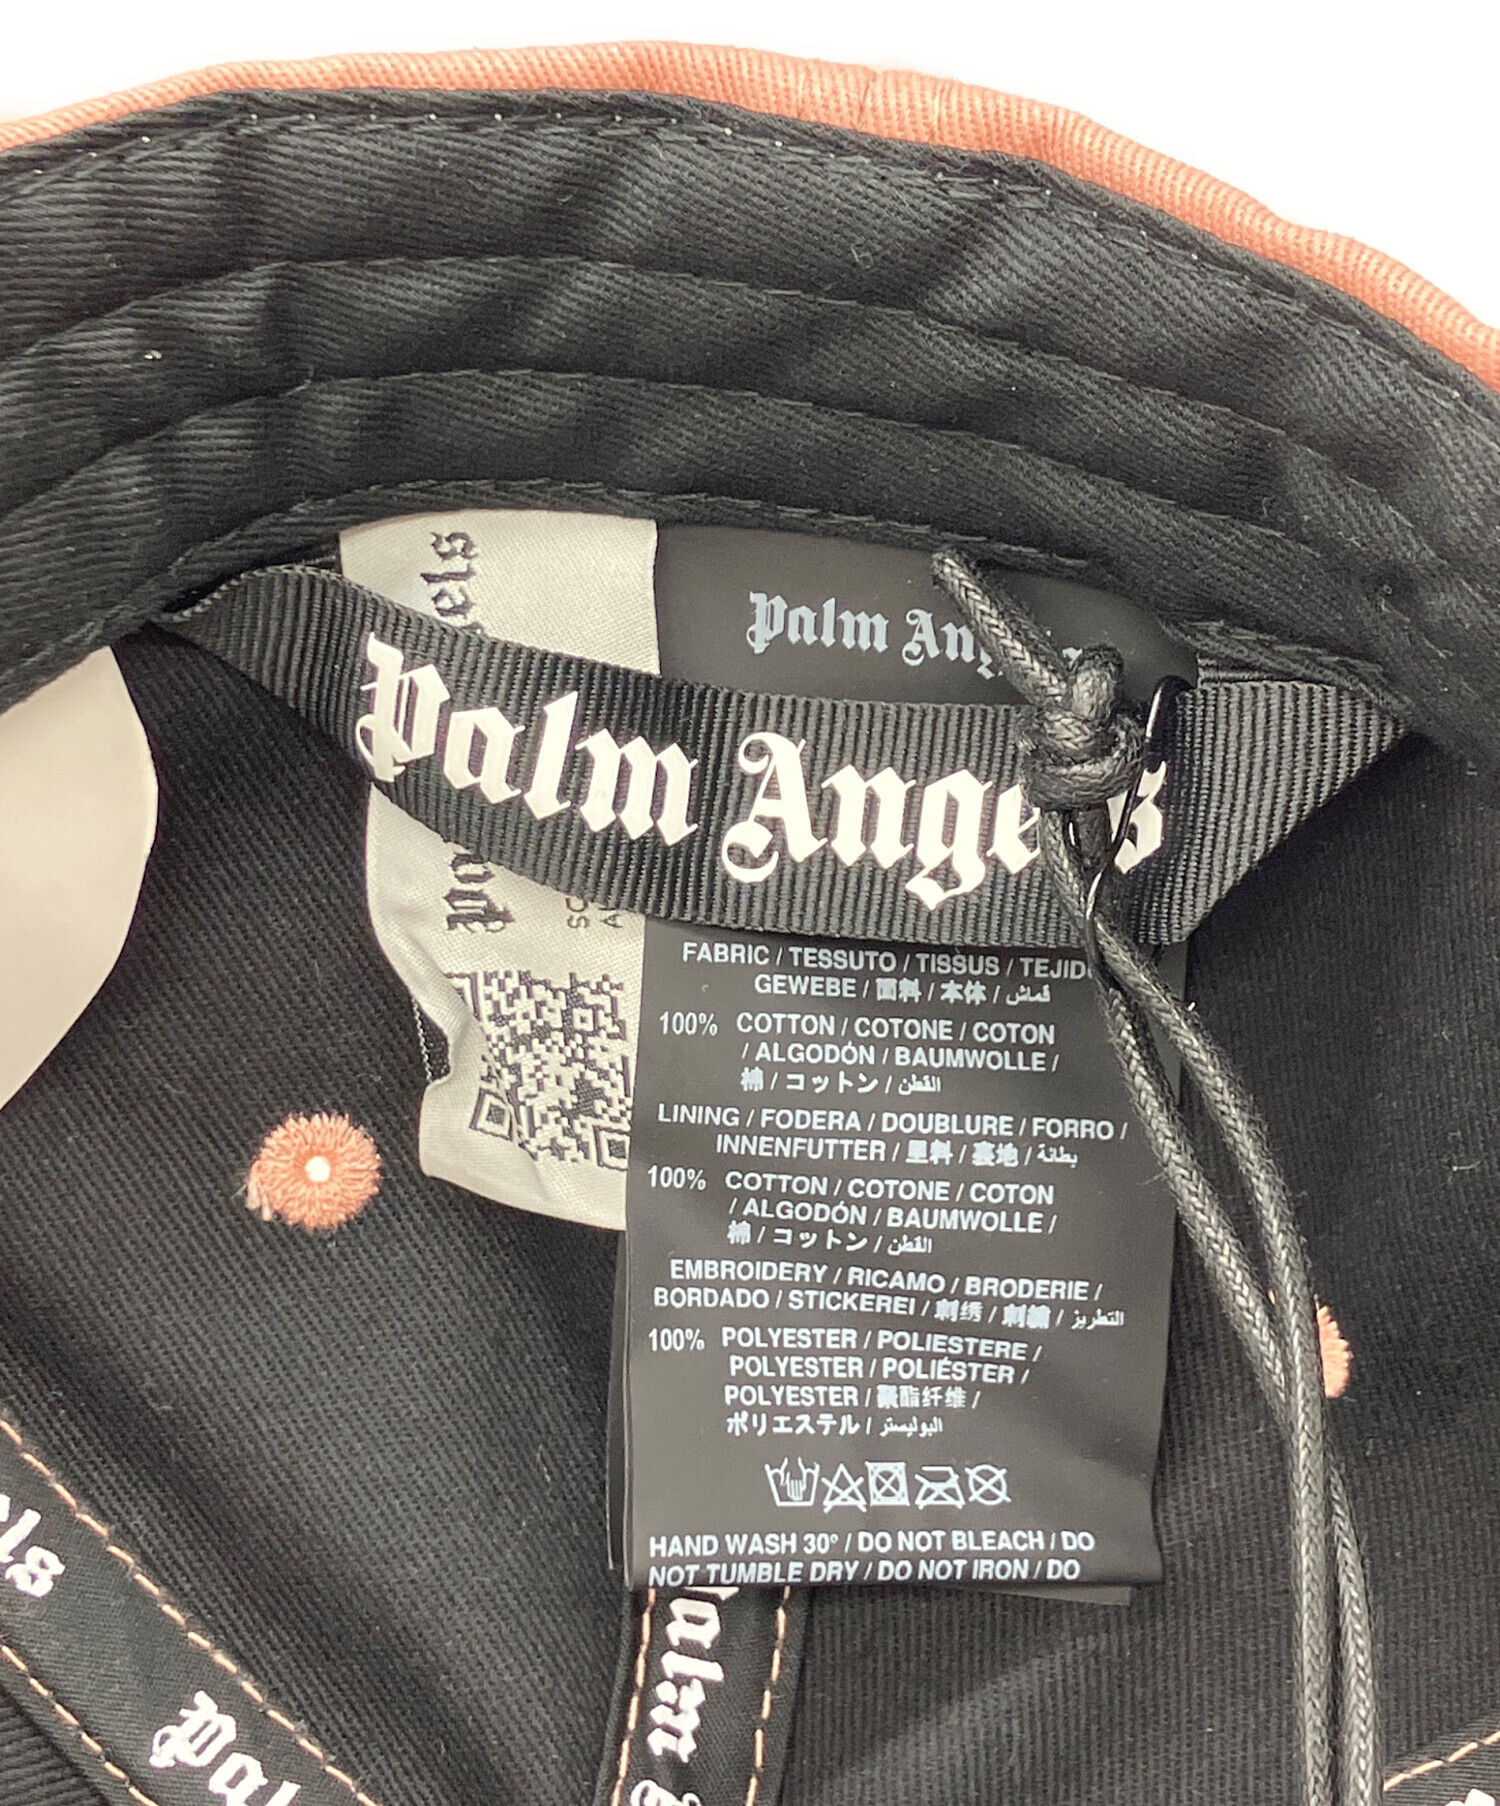 Palm Angels
FABRIC / TESSUTO / TISSUS / TEJIDO
GEWEBE / 面料 / 本体 / قماش
100% COTTON / COTONE / COTON
/ ALGODÓN / BAUMWOLLE /
棉 / コットン / القطن
LINING / FODERA / DOUBLURE / FORRO /
INNENFUTTER / 里料 / 裏地 / بطانة
100% COTTON / COTONE / COTON
/ ALGODÓN / BAUMWOLLE /
棉 / コットン / القطن
EMBROIDERY / RICAMO / BRODERIE /
BORDADO / STICKEREI / 刺绣 / 刺繍 / التطريز
100% POLYESTER / POLIESTERE /
POLYESTER / POLIÉSTER /
POLYESTER / 聚酯纤维 /
ポリエステル / البوليستر
HAND WASH 30° / DO NOT BLEACH / DO
NOT TUMBLE DRY / DO NOT IRON / DO
Palm